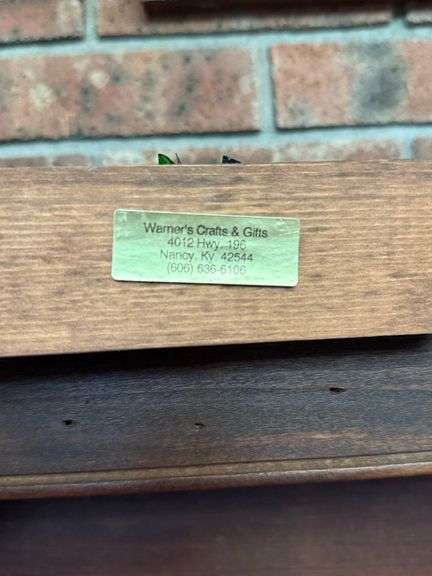 Warner's Crafts & Gifts
4012 Hwy. 196
Nancy, Ky. 42544
(606) 636-6106